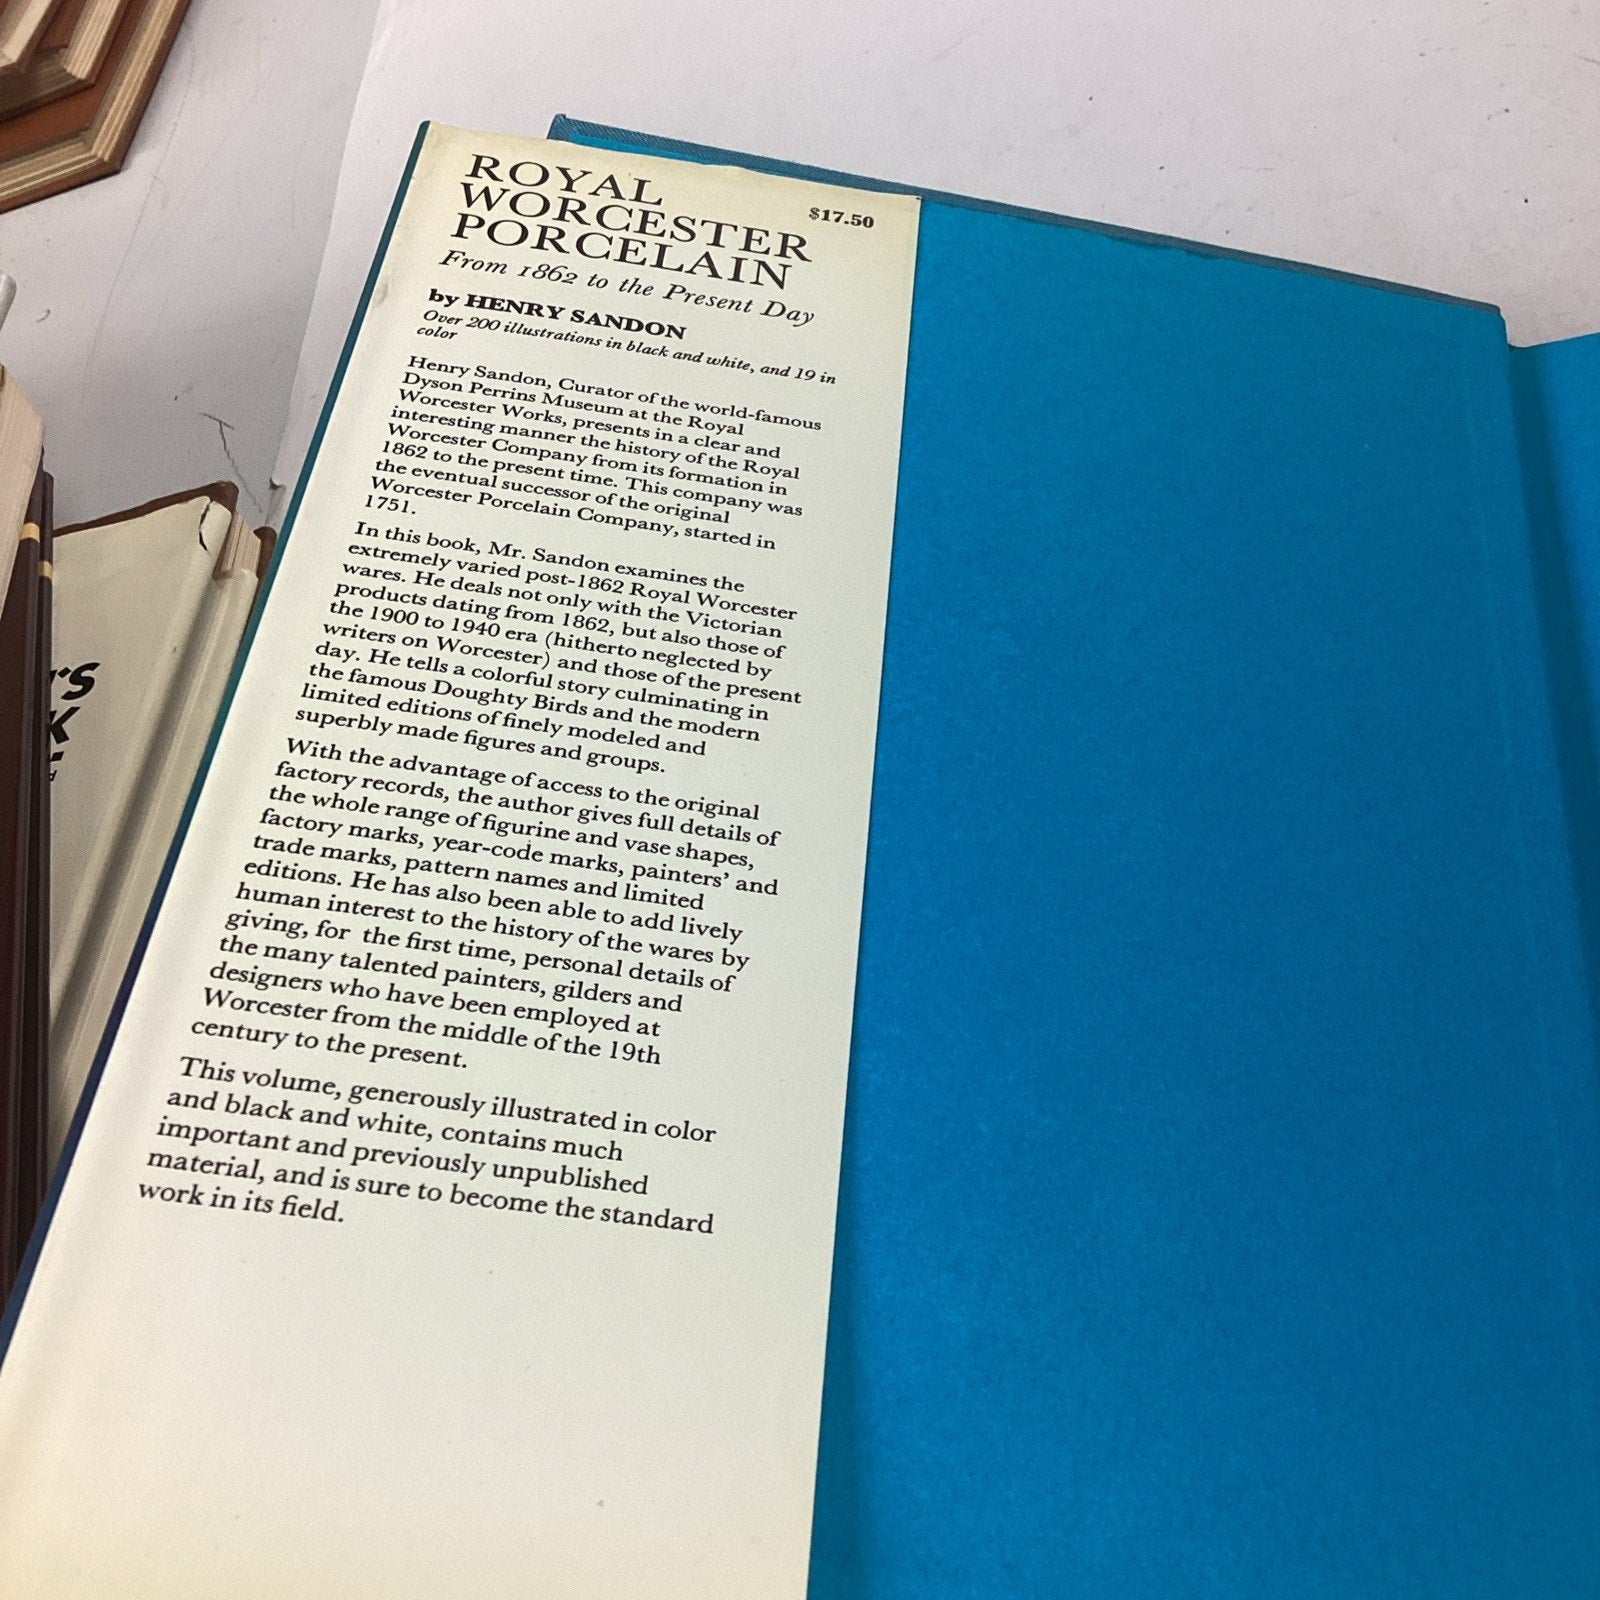 ROYAL
WORCESTER
PORCELAIN
$17.50
From 1862 to the Present Day
by HENRY SANDON
Over 200 illustrations in black and white, and 19 in
color
Henry Sandon, Curator of the world-famous
Dyson Perrins Museum at the Royal
Worcester Works, presents in a clear and
interesting manner the history of the Royal
Worcester Company from its formation in
1862 to the present time. This company was
the eventual successor of the original
Worcester Porcelain Company, started in
1751.
In this book, Mr. Sandon examines the
extremely varied post-1862 Royal Worcester
wares. He deals not only with the Victorian
products dating from 1862, but also those of
the 1900 to 1940 era (hitherto neglected by
writers on Worcester) and those of the present
day. He tells a colorful story culminating in
the famous Doughty Birds and the modern
limited editions of finely modeled and
superbly made figures and groups.
With the advantage of access to the original
factory records, the author gives full details of
the whole range of figurine and vase shapes,
factory marks, year-code marks, painters' and
trade marks, pattern names and limited
editions. He has also been able to add lively
human interest to the history of the wares by
giving, for the first time, personal details of
the many talented painters, gilders and
designers who have been employed at
Worcester from the middle of the 19th
century to the present.
This volume, generously illustrated in color
and black and white, contains much
important and previously unpublished
material, and is sure to become the standard
work in its field.
'S
K